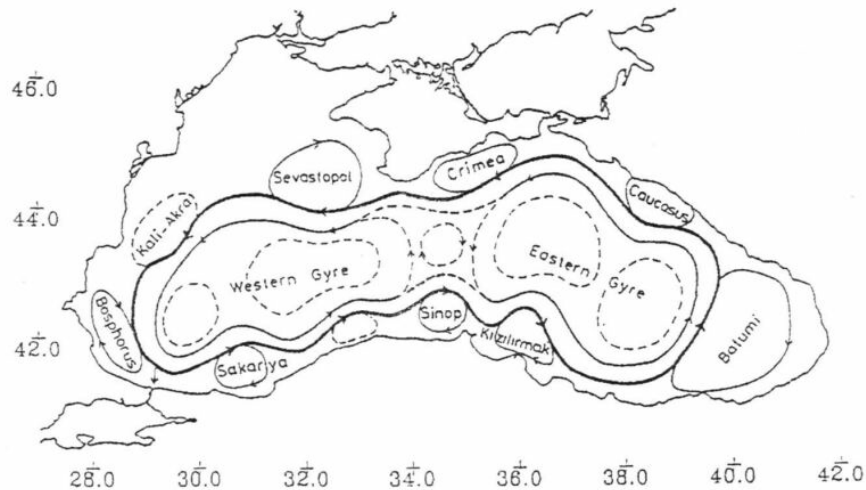 46.0
Crimea
Sevastopol
Caucasus
44.0
Kali-Akra
Eastern
Western Gyre
Gyre
Bosphorus
Sinop
Batumi
42.0
Kizilirmak
Sakariya
28.0 30.0 32.0 34.0 36.0 38.0 40.0 42.0